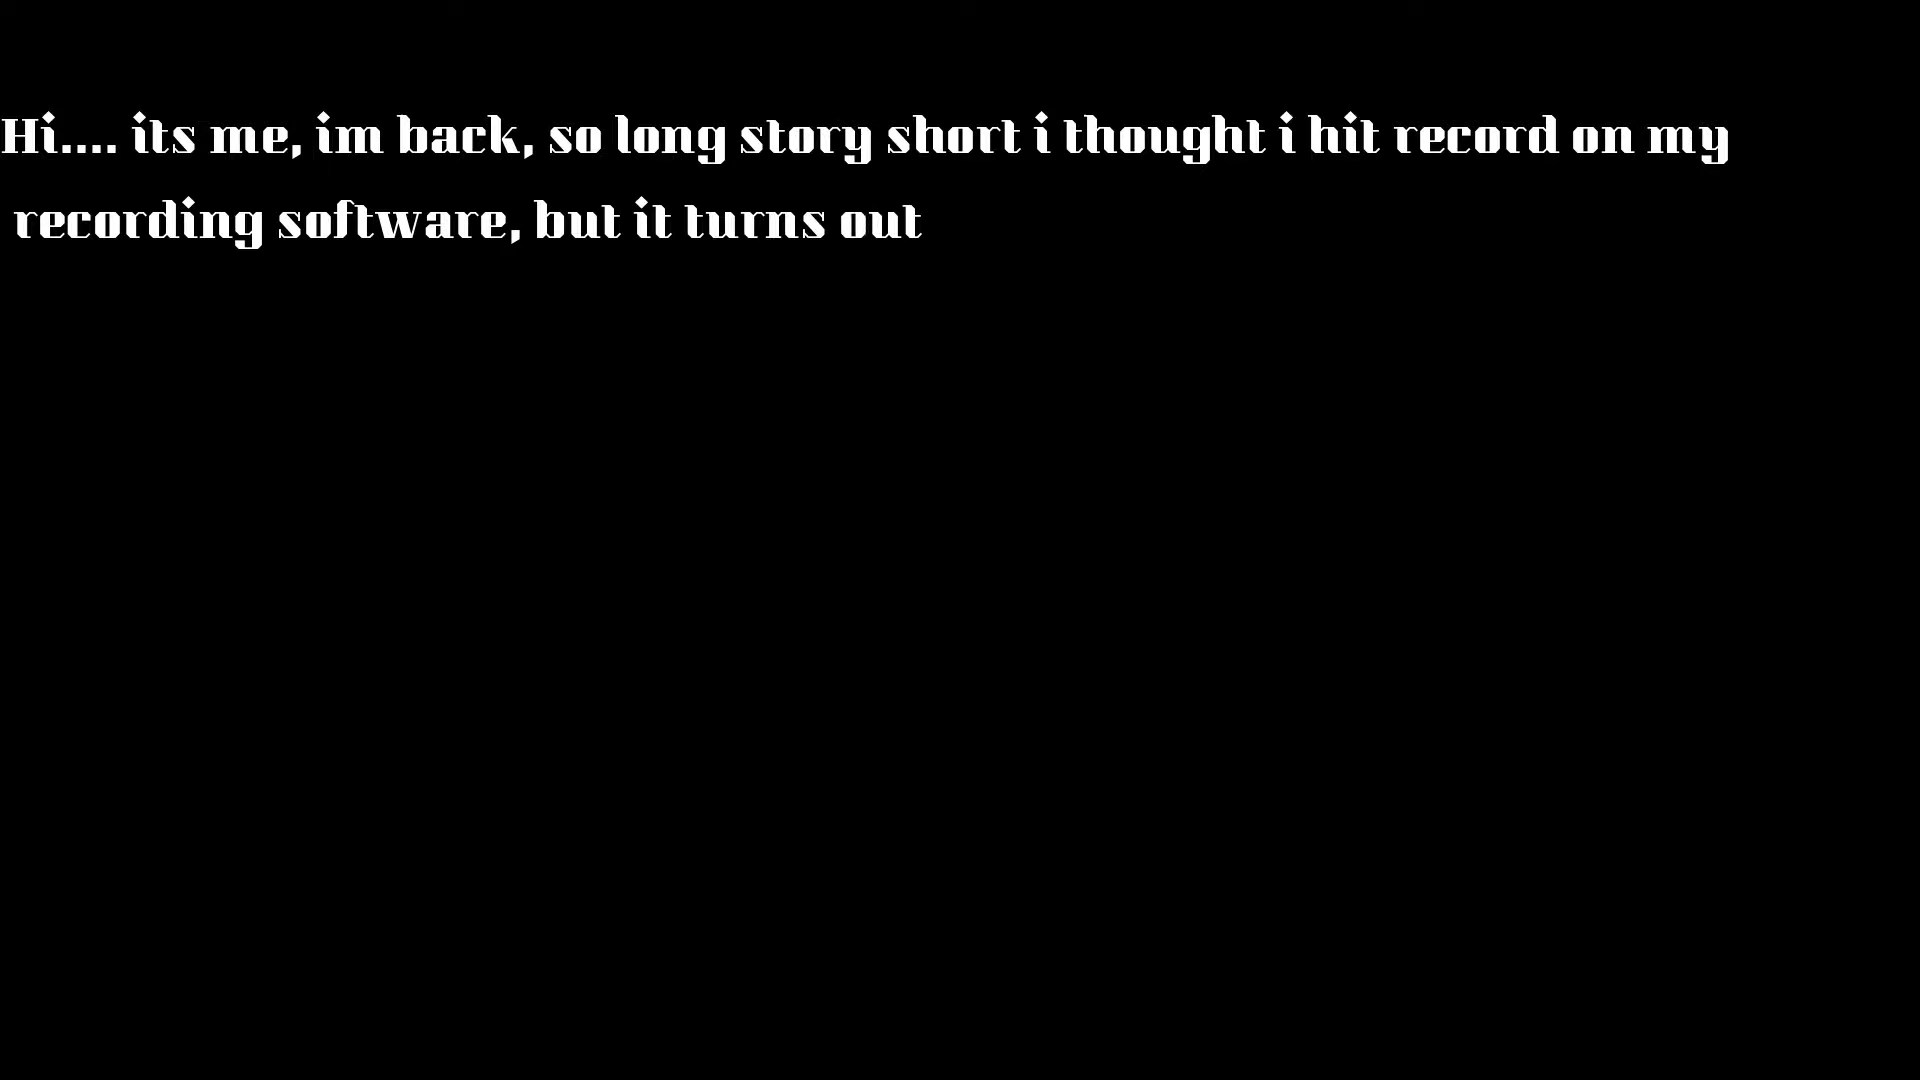 Hi.... its me, im back, so long story short i thought i hit record on my
recording software, but it turns out